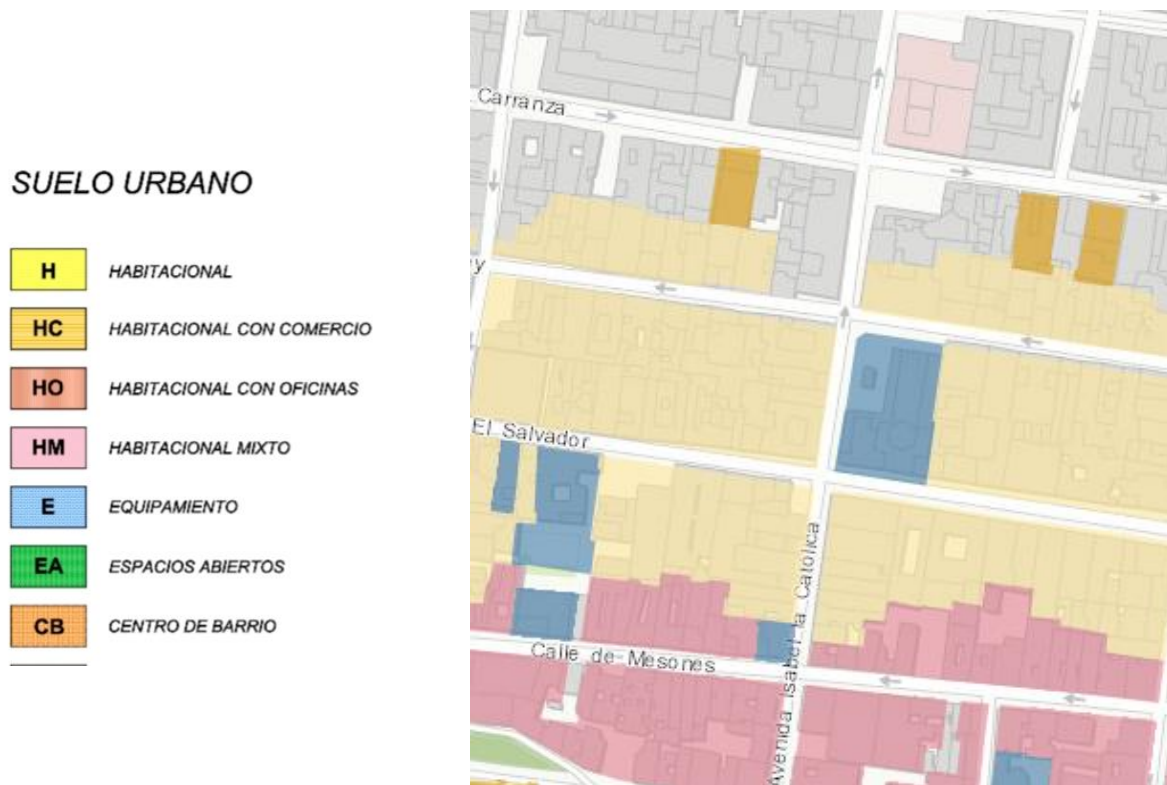 SUELO URBANO
H HABITACIONAL
HC HABITACIONAL CON COMERCIO
HO HABITACIONAL CON OFICINAS
HM HABITACIONAL MIXTO
E EQUIPAMIENTO
EA ESPACIOS ABIERTOS
CB CENTRO DE BARRIO
Carranza
y
El Salvador
Avenida Isabel la Catolica
Calle de Mesones